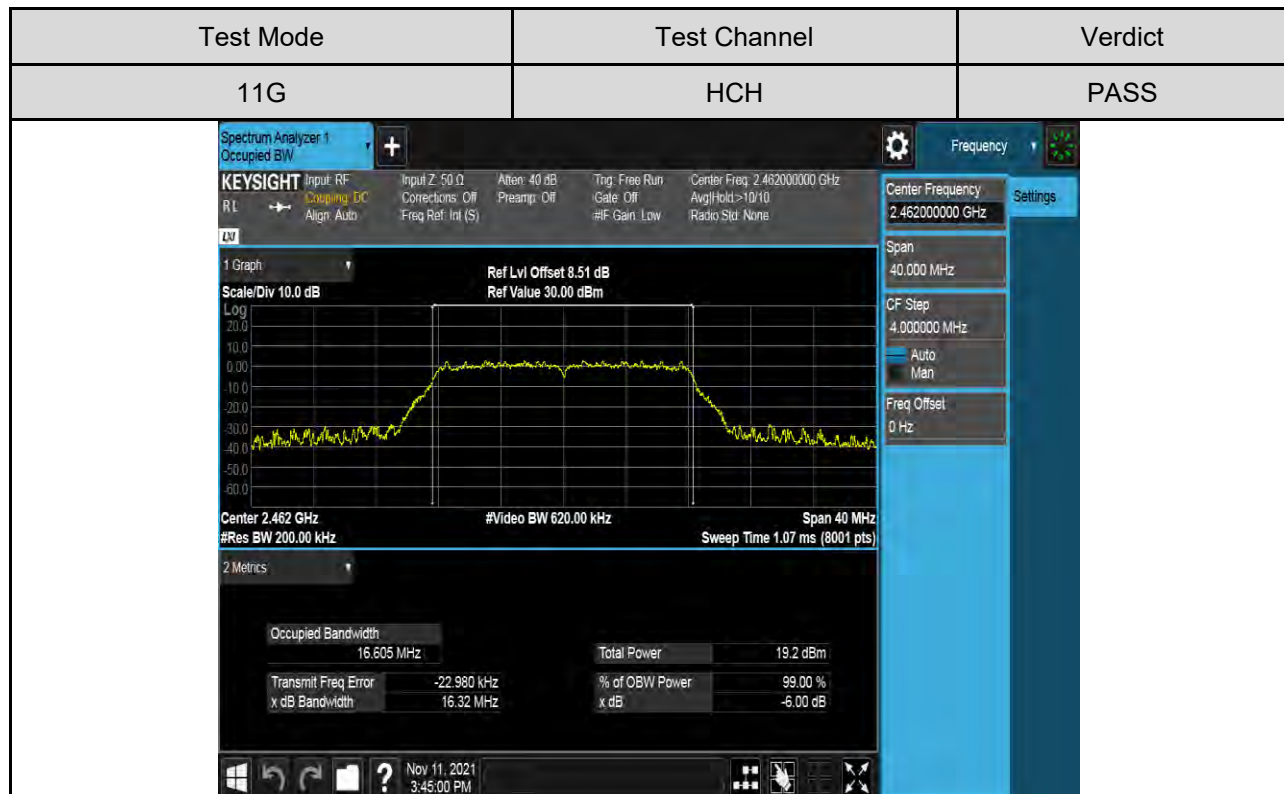 Test Mode Test Channel Verdict
11G HCH PASS
Spectrum Analyzer 1
Occupied BW
+
Frequency
KEYSIGHT Input: RF Input Z: 50 Ω Atten: 40 dB Trig: Free Run Center Freq: 2.462000000 GHz
RL Coupling: DC Corrections: Off Preamp: Off Gate: Off Avg|Hold:>10/10
Align: Auto Freq Ref: Int (S) #IF Gain: Low Radio Std: None
LXI
Center Frequency
2.462000000 GHz
Settings
Span
40.000 MHz
CF Step
4.000000 MHz
Auto
Man
Freq Offset
0 Hz
1 Graph
Ref Lvl Offset 8.51 dB
Scale/Div 10.0 dB Ref Value 30.00 dBm
Log
20.0
10.0
0.00
-10.0
-20.0
-30.0
-40.0
-50.0
-60.0
Center 2.462 GHz #Video BW 620.00 kHz Span 40 MHz
#Res BW 200.00 kHz Sweep Time 1.07 ms (8001 pts)
2 Metrics
Occupied Bandwidth
16.605 MHz Total Power 19.2 dBm
Transmit Freq Error -22.980 kHz % of OBW Power 99.00 %
x dB Bandwidth 16.32 MHz x dB -6.00 dB
? Nov 11, 2021
3:45:00 PM